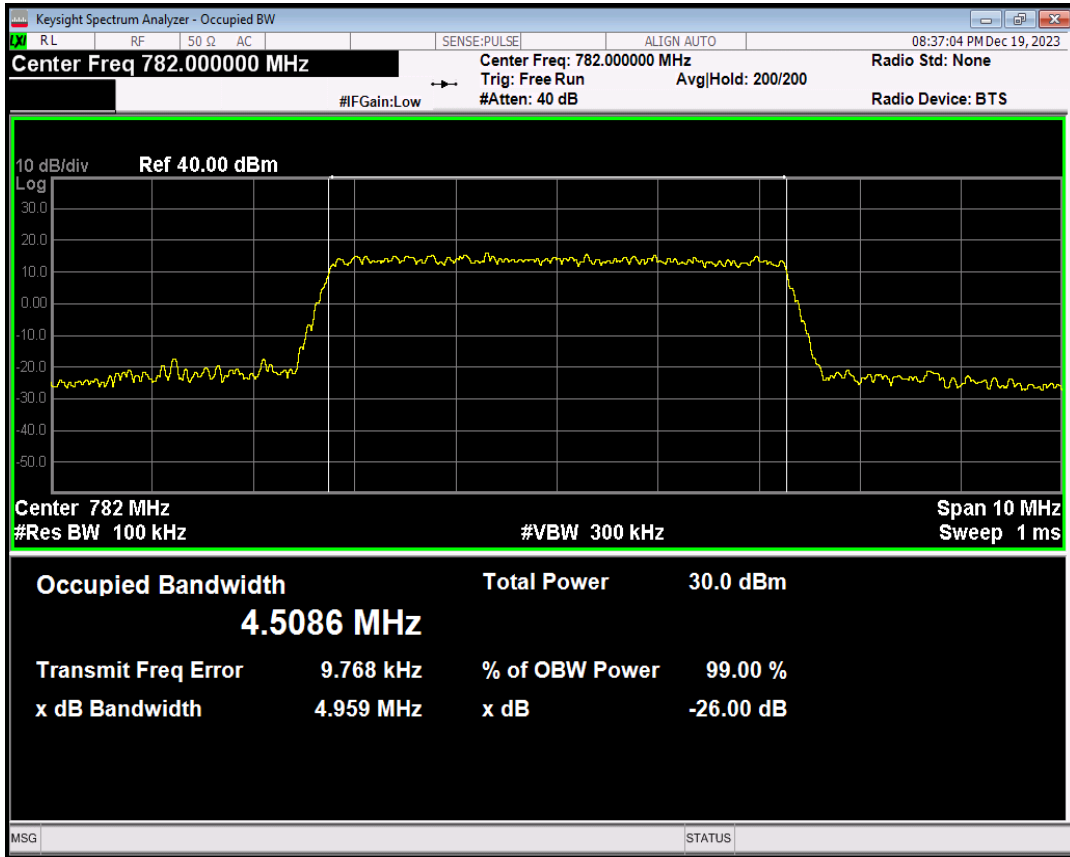 Keysight Spectrum Analyzer - Occupied BW
LXI RL RF 50 Ω AC SENSE:PULSE ALIGN AUTO 08:37:04 PM Dec 19, 2023
Center Freq 782.000000 MHz Center Freq: 782.000000 MHz Radio Std: None
Trig: Free Run Avg|Hold: 200/200
#IFGain:Low #Atten: 40 dB Radio Device: BTS
10 dB/div Ref 40.00 dBm
Log
30.0
20.0
10.0
0.00
-10.0
-20.0
-30.0
-40.0
-50.0
Center 782 MHz Span 10 MHz
#Res BW 100 kHz #VBW 300 kHz Sweep 1 ms
Occupied Bandwidth Total Power 30.0 dBm
4.5086 MHz
Transmit Freq Error 9.768 kHz % of OBW Power 99.00 %
x dB Bandwidth 4.959 MHz x dB -26.00 dB
MSG STATUS